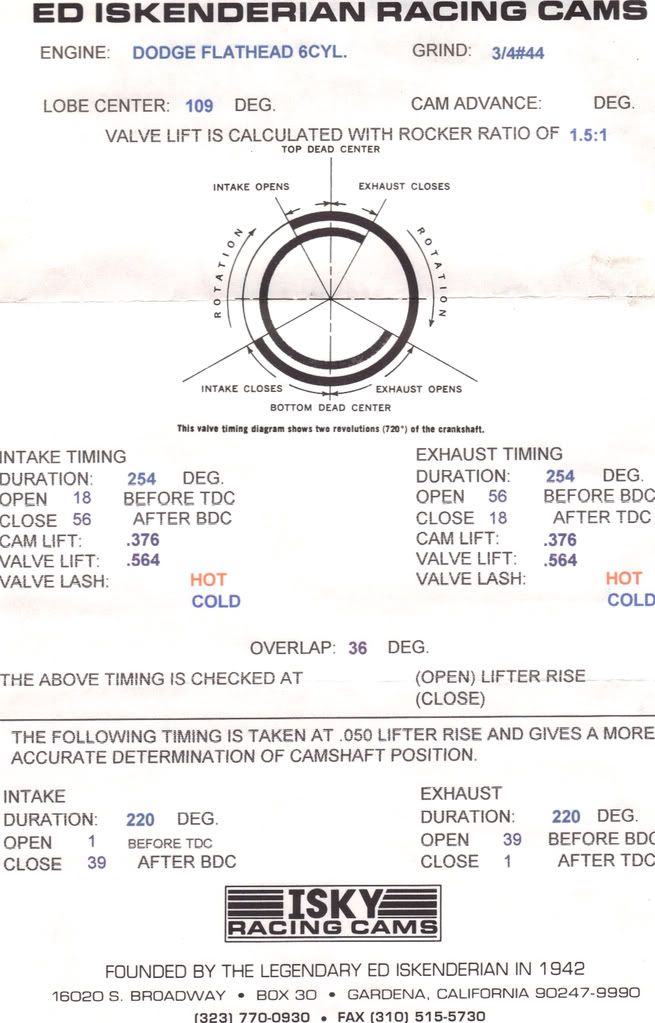 ED ISKENDERIAN RACING CAMS
ENGINE: DODGE FLATHEAD 6CYL. GRIND: 3/4#44
LOBE CENTER: 109 DEG. CAM ADVANCE: DEG.
VALVE LIFT IS CALCULATED WITH ROCKER RATIO OF 1.5:1
TOP DEAD CENTER
INTAKE OPENS EXHAUST CLOSES
ROTATION ROTATION
INTAKE CLOSES EXHAUST OPENS
BOTTOM DEAD CENTER
This valve timing diagram shows two revolutions (720°) of the crankshaft.
INTAKE TIMING
DURATION: 254 DEG.
OPEN 18 BEFORE TDC
CLOSE 56 AFTER BDC
CAM LIFT: .376
VALVE LIFT: .564
VALVE LASH: HOT
COLD
EXHAUST TIMING
DURATION: 254 DEG.
OPEN 56 BEFORE BDC
CLOSE 18 AFTER TDC
CAM LIFT: .376
VALVE LIFT: .564
VALVE LASH: HOT
COLD
OVERLAP: 36 DEG.
THE ABOVE TIMING IS CHECKED AT (OPEN) LIFTER RISE
(CLOSE)
THE FOLLOWING TIMING IS TAKEN AT .050 LIFTER RISE AND GIVES A MORE
ACCURATE DETERMINATION OF CAMSHAFT POSITION.
INTAKE
DURATION: 220 DEG.
OPEN 1 BEFORE TDC
CLOSE 39 AFTER BDC
EXHAUST
DURATION: 220 DEG.
OPEN 39 BEFORE BDC
CLOSE 1 AFTER TDC
ISKY
RACING CAMS
FOUNDED BY THE LEGENDARY ED ISKENDERIAN IN 1942
16020 S. BROADWAY • BOX 30 • GARDENA, CALIFORNIA 90247-9990
(323) 770-0930 • FAX (310) 515-5730